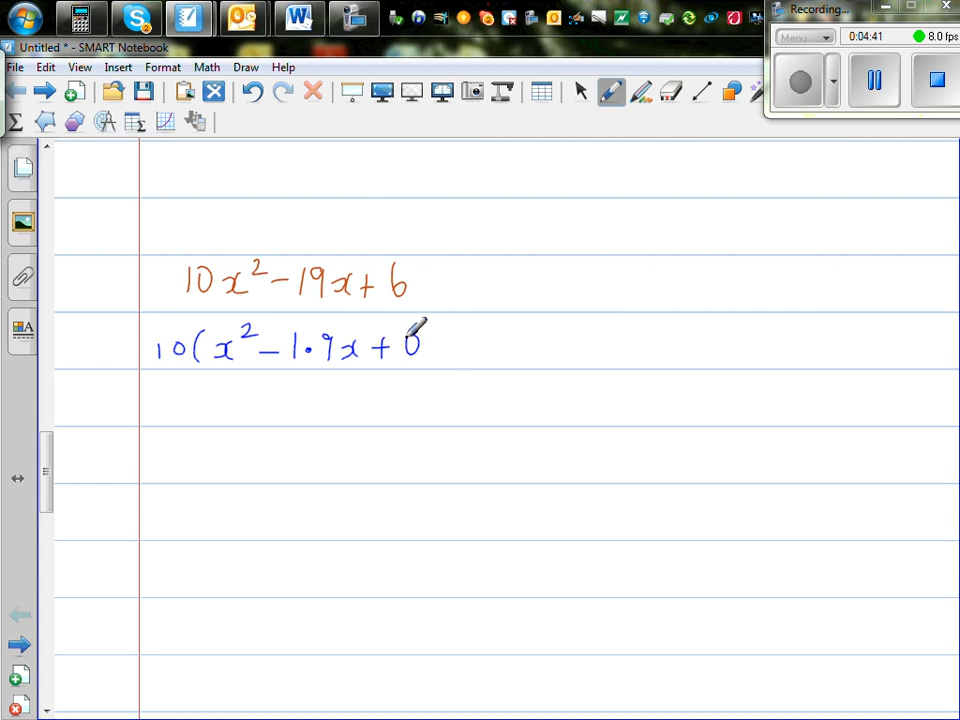 Recording...
Menu
0:04:41
8.0 fps
Untitled * - SMART Notebook
File Edit View Insert Format Math Draw Help
10x² - 19x + 6
10(x² - 1.9x + 0